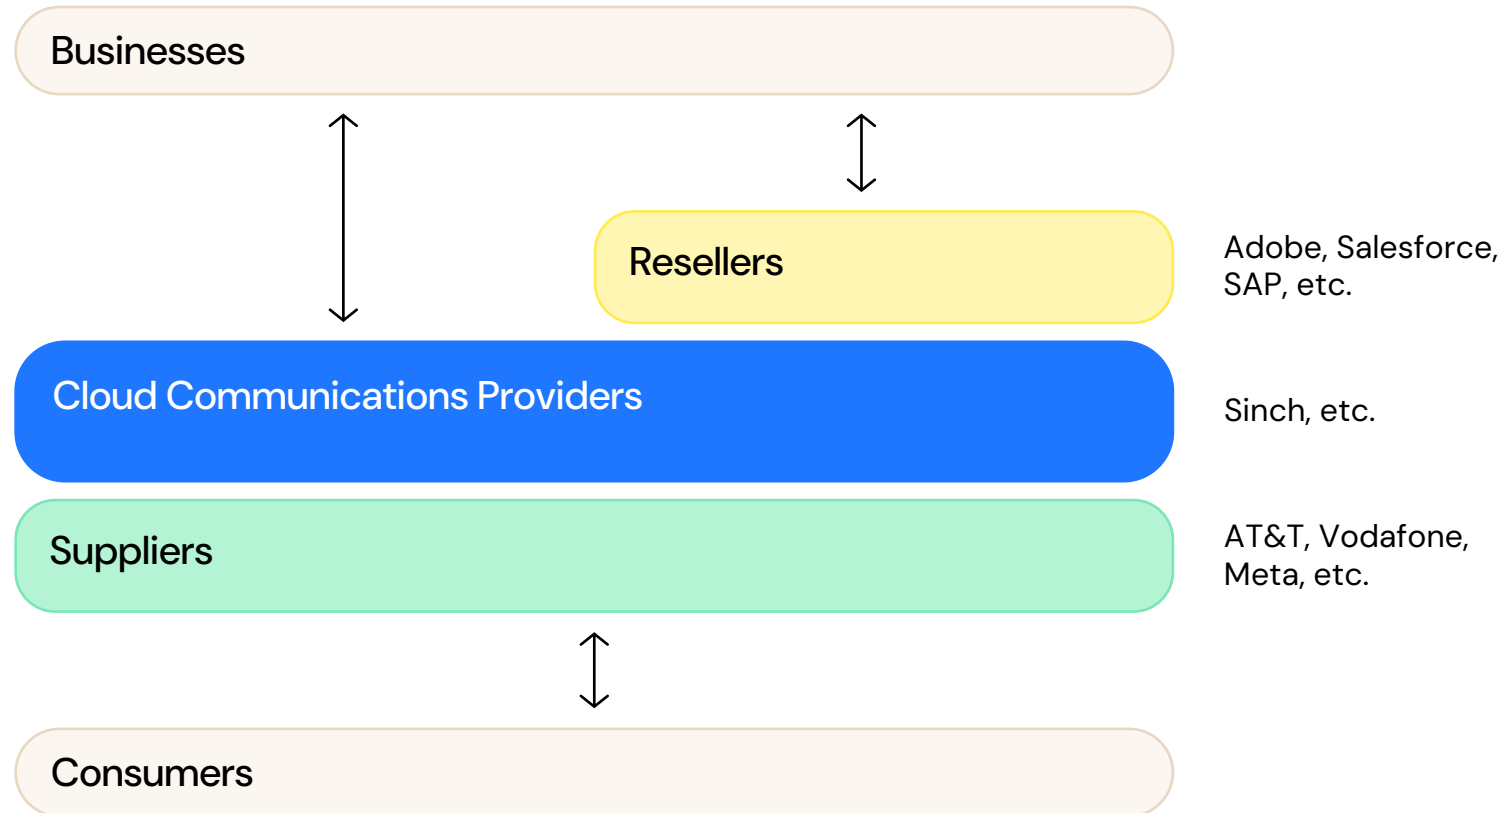 Businesses
Resellers
Adobe, Salesforce,
SAP, etc.
Cloud Communications Providers
Sinch, etc.
Suppliers
AT&T, Vodafone,
Meta, etc.
Consumers